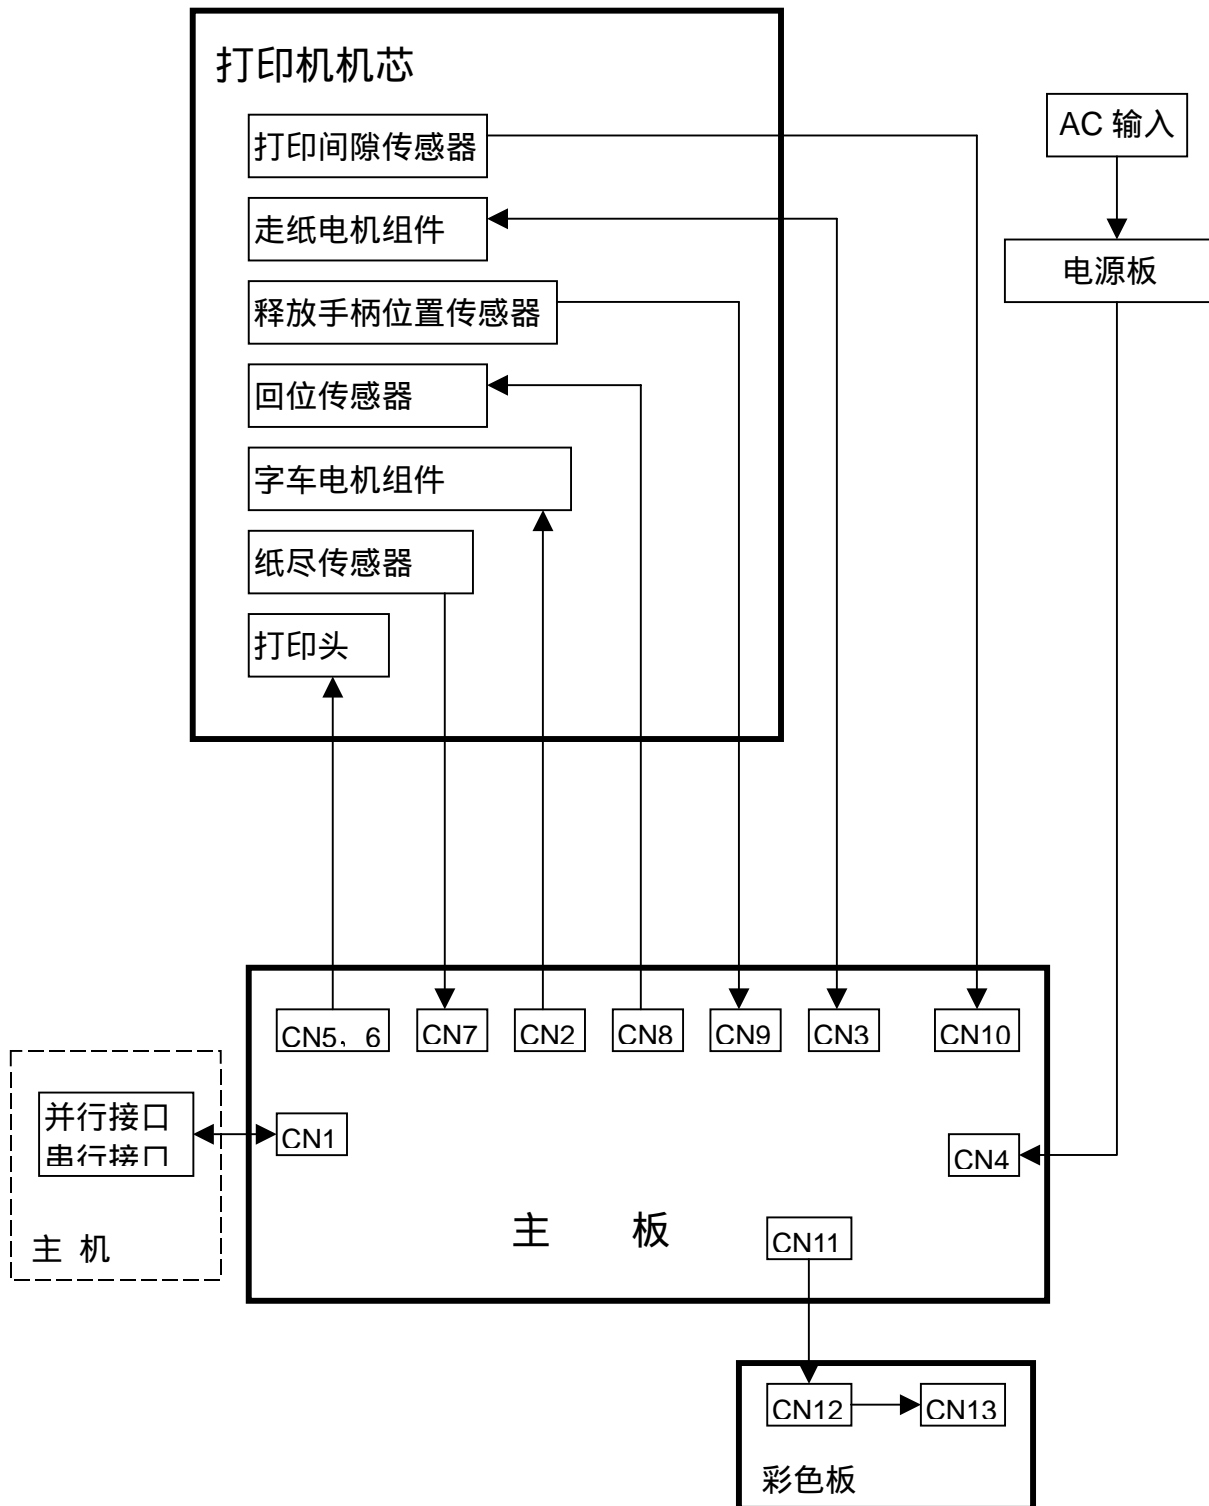 打印机机芯
AC 输入
打印间隙传感器
走纸电机组件
电源板
释放手柄位置传感器
回位传感器
字车电机组件
纸尽传感器
打印头
CN5，6
CN7
CN2
CN8
CN9
CN3
CN10
并行接口
串行接口
CN1
CN4
主机
主 板
CN11
CN12
CN13
彩色板